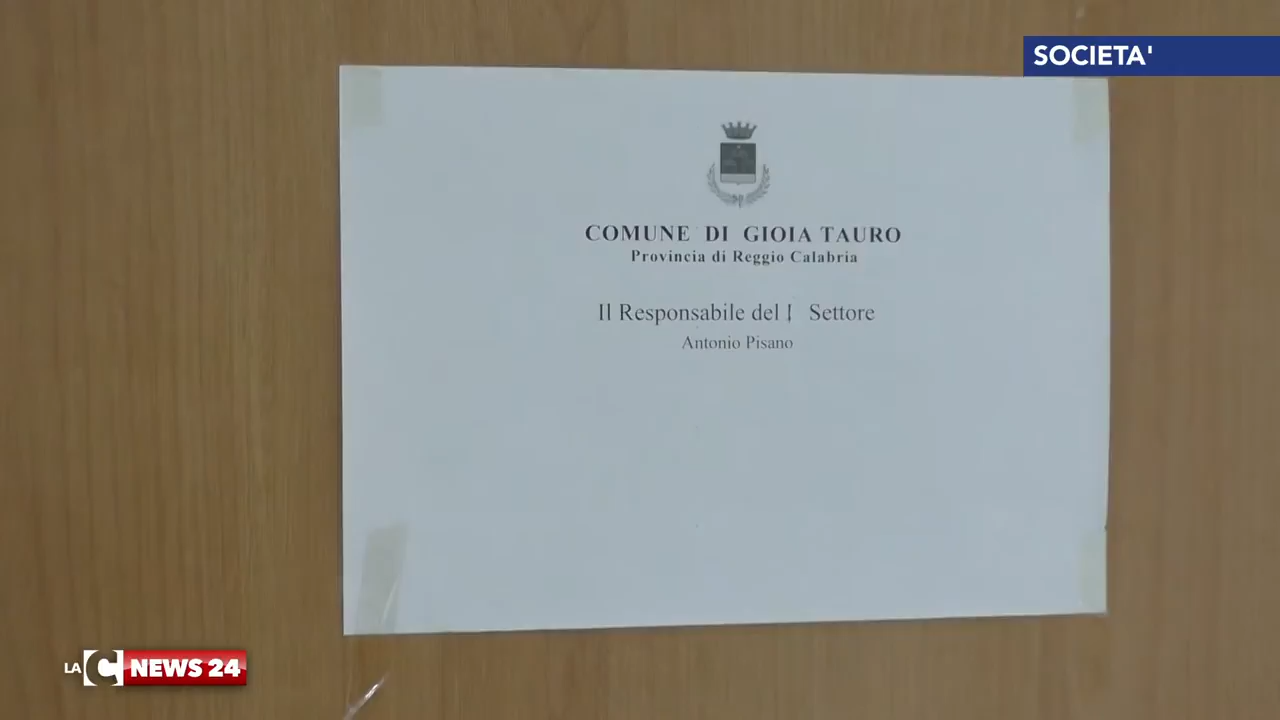 SOCIETA'
COMUNE DI GIOIA TAURO
Provincia di Reggio Calabria
Il Responsabile del I Settore
Antonio Pisano
LA C NEWS 24